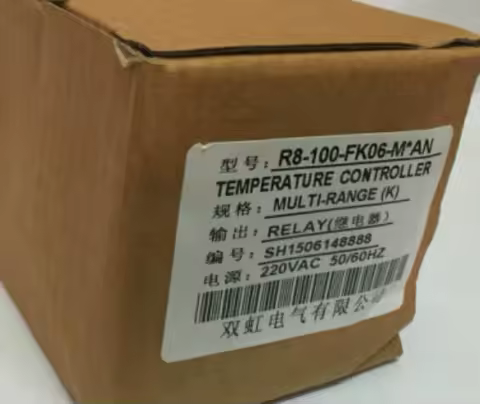 型号: R8-100-FK06-M*AN
TEMPERATURE CONTROLLER
规格: MULTI-RANGE (K)
输出: RELAY(继电器)
编号: SH1506148888
电源: 220VAC 50/60HZ
双虹电气有限公司